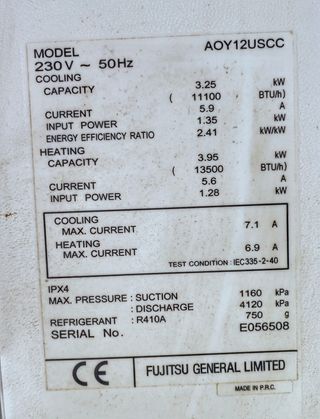 MODEL AOY12USCC
230V ~ 50Hz
COOLING
CAPACITY 3.25 kW
( 11100 BTU/h)
CURRENT 5.9 A
INPUT POWER 1.35 kW
ENERGY EFFICIENCY RATIO 2.41 kW/kW
HEATING
CAPACITY 3.95 kW
( 13500 BTU/h)
CURRENT 5.6 A
INPUT POWER 1.28 kW
COOLING
MAX. CURRENT 7.1 A
HEATING
MAX. CURRENT 6.9 A
TEST CONDITION : IEC335-2-40
IPX4
MAX. PRESSURE : SUCTION 1160 kPa
: DISCHARGE 4120 kPa
REFRIGERANT : R410A 750 g
SERIAL No. E056508
CE FUJITSU GENERAL LIMITED
MADE IN P.R.C.